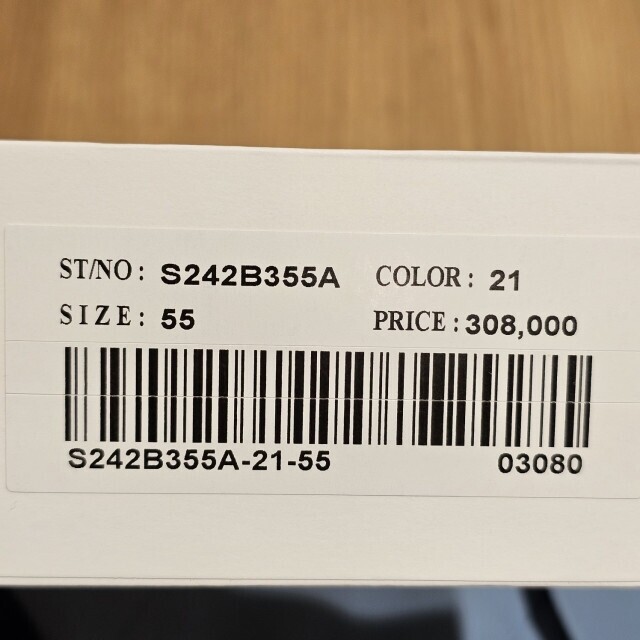 ST/NO: S242B355A COLOR: 21
SIZE: 55 PRICE: 308,000
S242B355A-21-55 03080